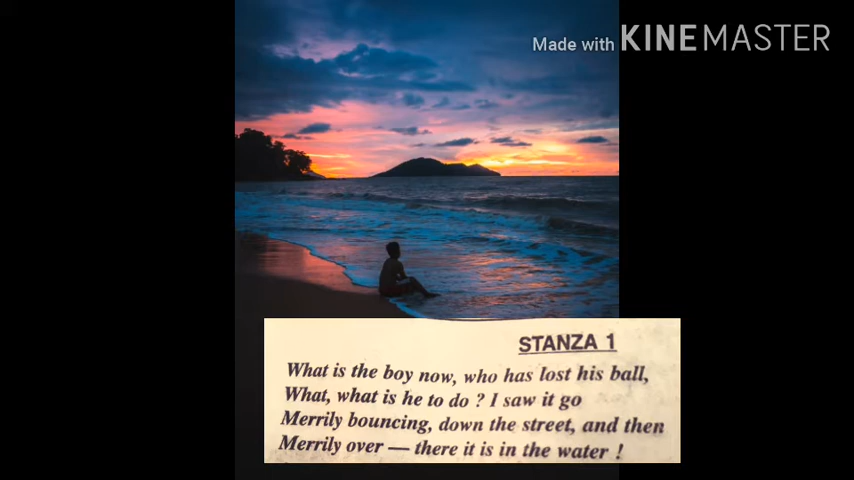 Made with KINEMASTER
STANZA 1
What is the boy now, who has lost his ball,
What, what is he to do ? I saw it go
Merrily bouncing, down the street, and then
Merrily over — there it is in the water !